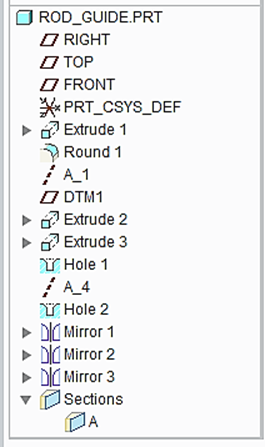 ROD_GUIDE.PRT
RIGHT
TOP
FRONT
PRT_CSYS_DEF
Extrude 1
Round 1
A_1
DTM1
Extrude 2
Extrude 3
Hole 1
A_4
Hole 2
Mirror 1
Mirror 2
Mirror 3
Sections
A